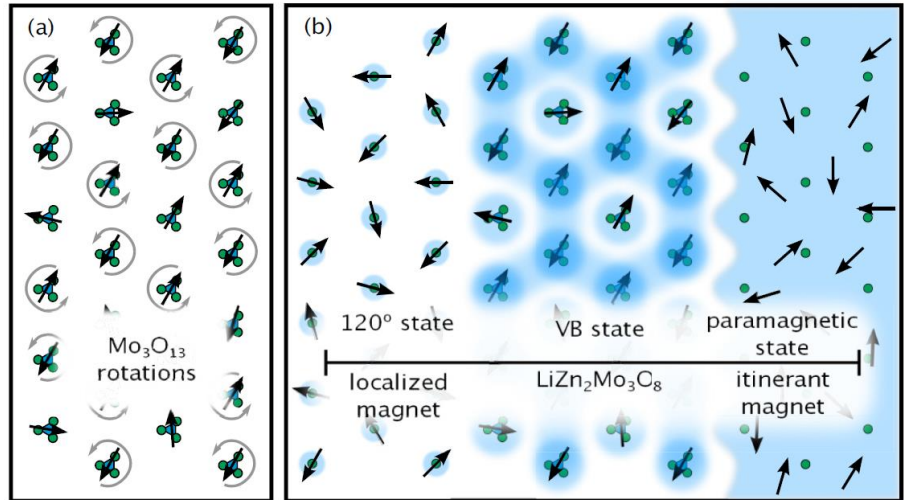 (a)
Mo₃O₁₃
rotations
(b)
120° state
VB state
paramagnetic
state
localized
magnet
LiZn₂Mo₃O₈
itinerant
magnet